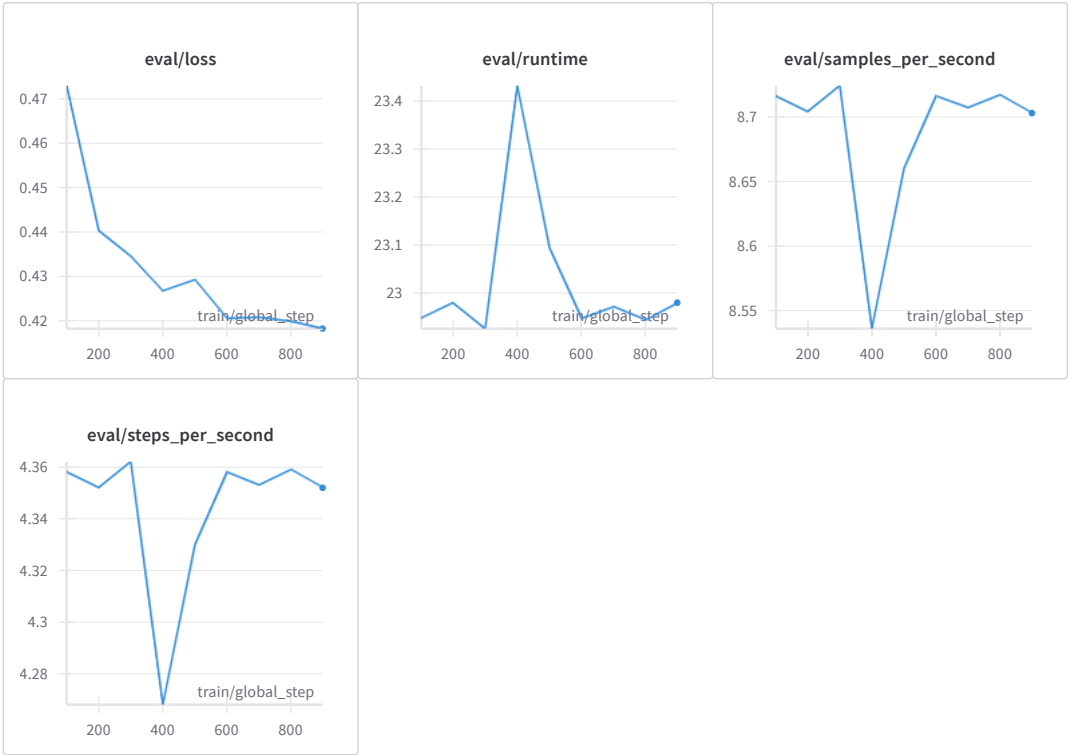 eval/loss
0.47
0.46
0.45
0.44
0.43
0.42
train/global_step
200 400 600 800
eval/runtime
23.4
23.3
23.2
23.1
23
train/global_step
200 400 600 800
eval/samples_per_second
8.7
8.65
8.6
8.55
train/global_step
200 400 600 800
eval/steps_per_second
4.36
4.34
4.32
4.3
4.28
train/global_step
200 400 600 800